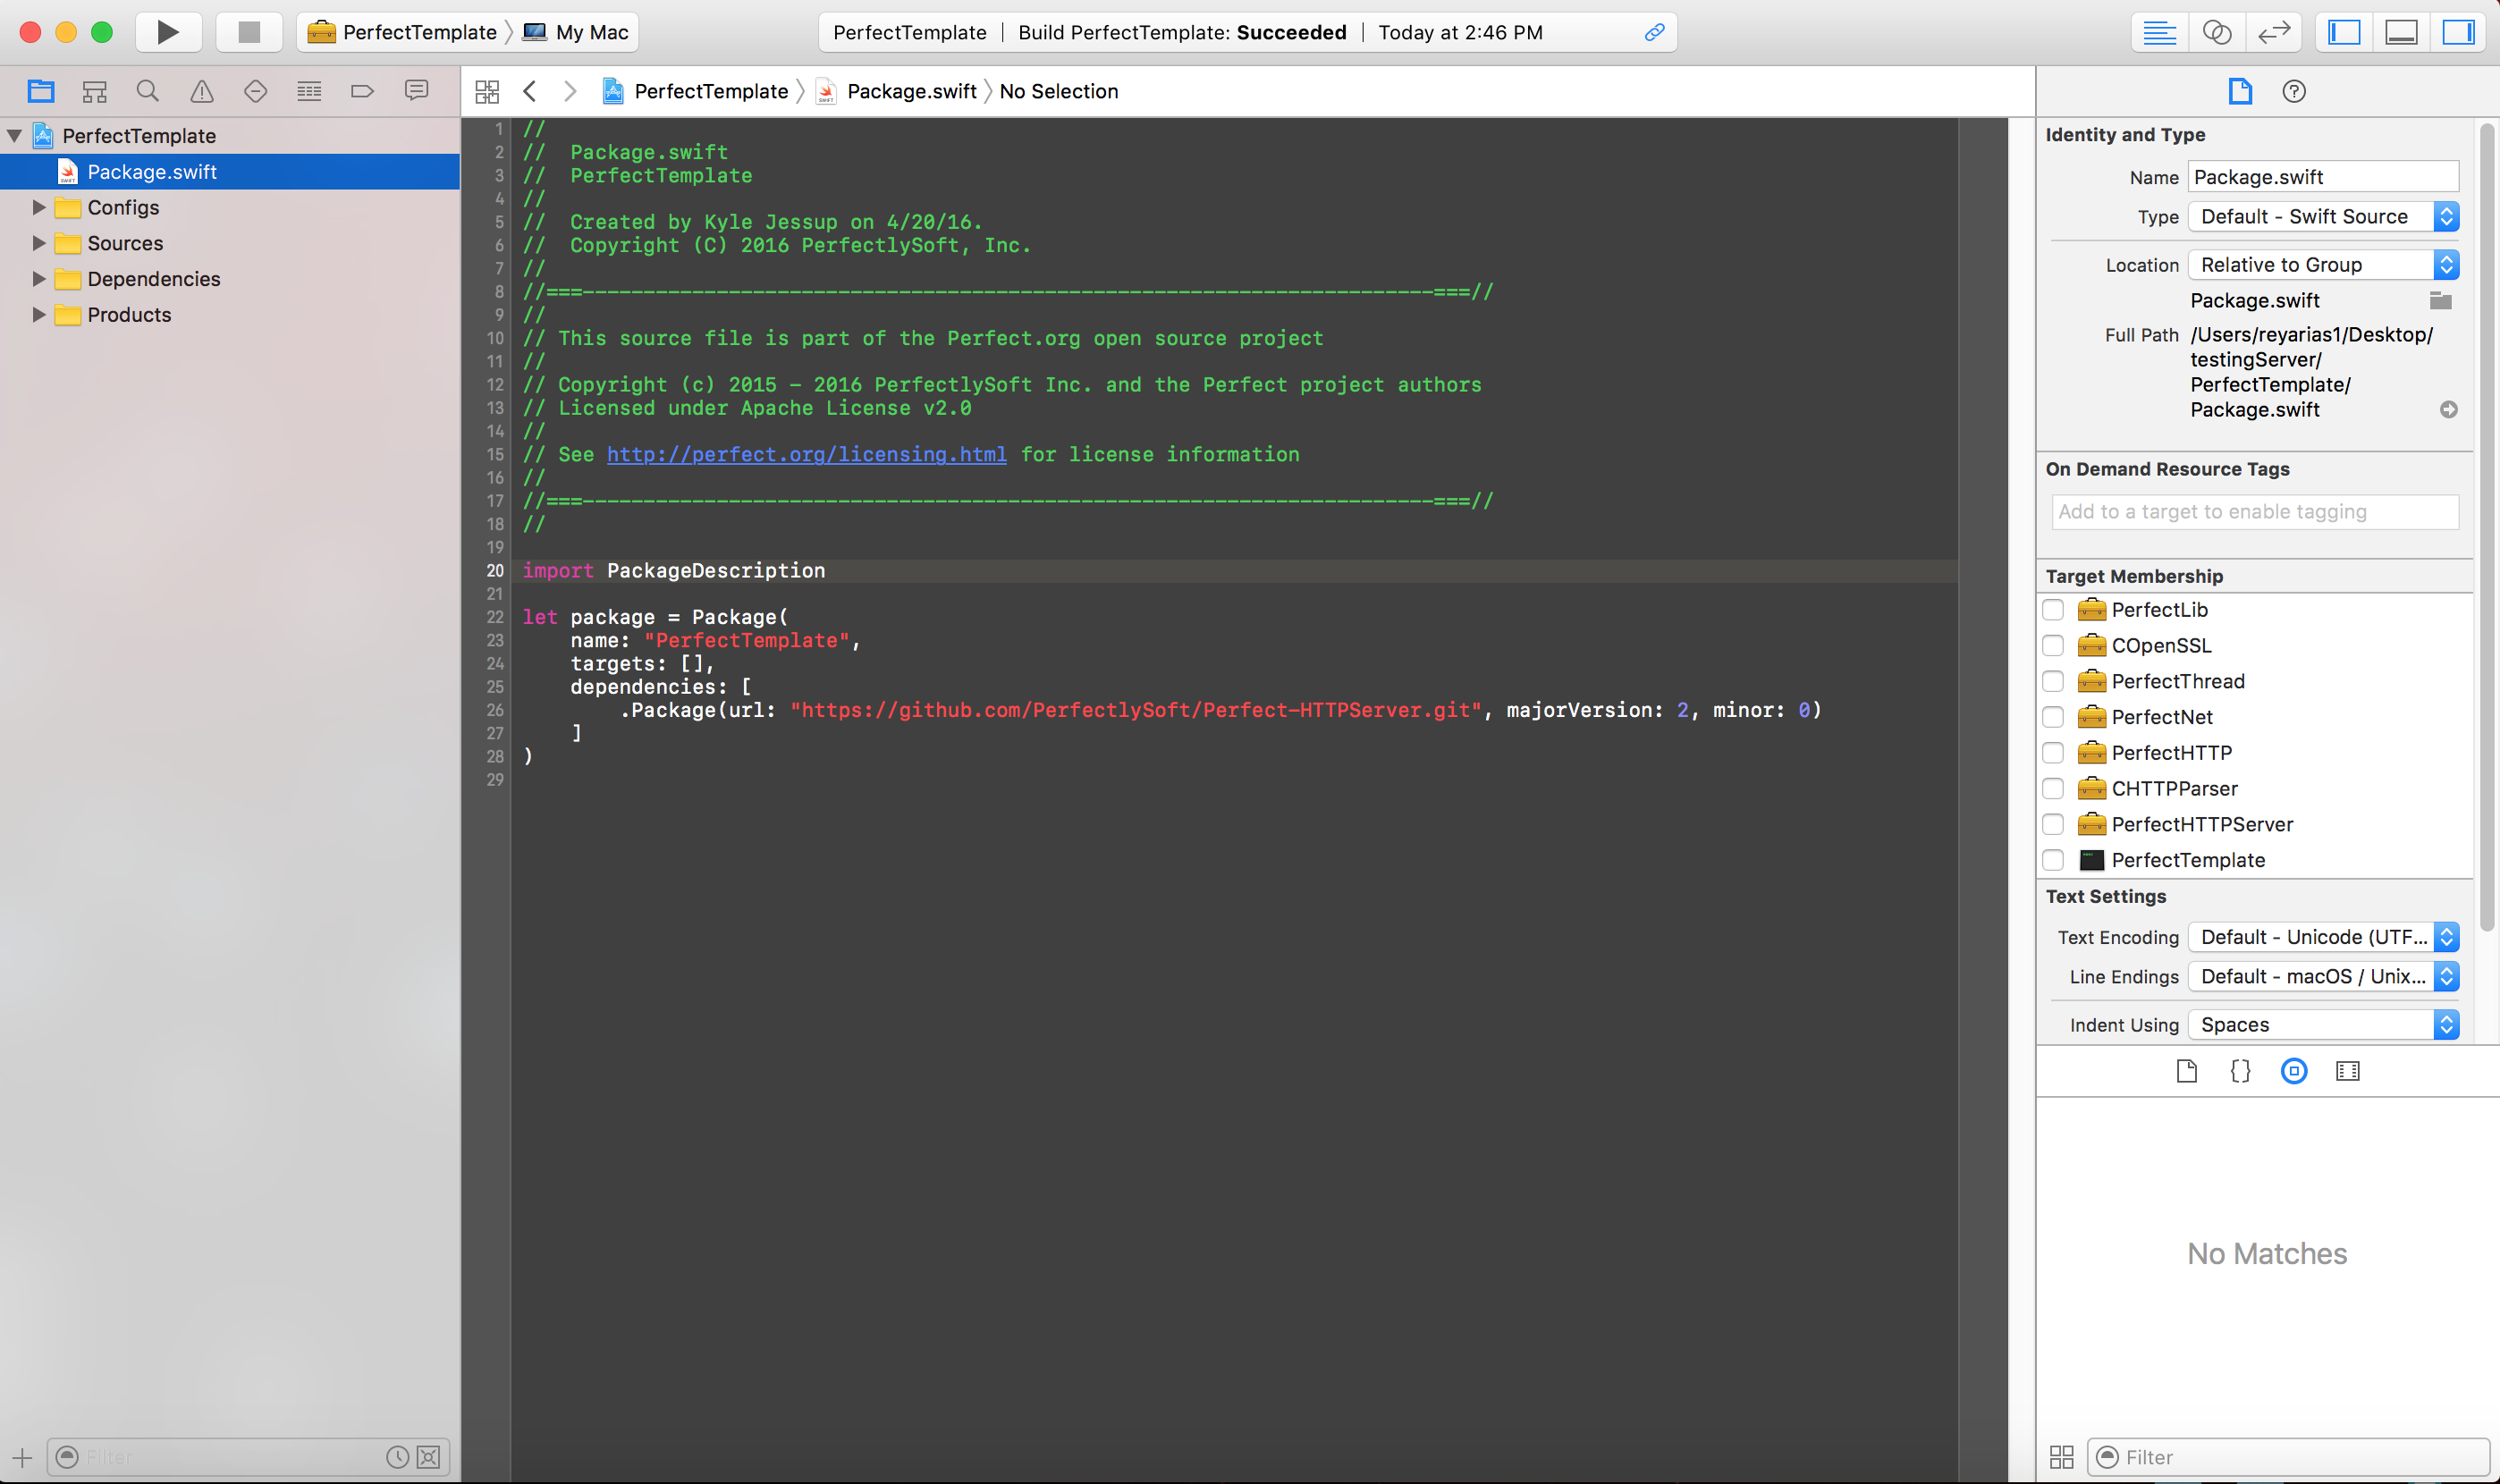 PerfectTemplate My Mac
PerfectTemplate Build PerfectTemplate: Succeeded Today at 2:46 PM
PerfectTemplate Package.swift No Selection
PerfectTemplate
Package.swift
Configs
Sources
Dependencies
Products
Filter
1 //
2 //  Package.swift
3 //  PerfectTemplate
4 //
5 //  Created by Kyle Jessup on 4/20/16.
6 //  Copyright (C) 2016 PerfectlySoft, Inc.
7 //
8 //===----------------------------------------------------------------------===//
9 //
10 // This source file is part of the Perfect.org open source project
11 //
12 // Copyright (c) 2015 - 2016 PerfectlySoft Inc. and the Perfect project authors
13 // Licensed under Apache License v2.0
14 //
15 // See http://perfect.org/licensing.html for license information
16 //
17 //===----------------------------------------------------------------------===//
18 //
19
20 import PackageDescription
21
22 let package = Package(
23     name: "PerfectTemplate",
24     targets: [],
25     dependencies: [
26         .Package(url: "https://github.com/PerfectlySoft/Perfect-HTTPServer.git", majorVersion: 2, minor: 0)
27     ]
28 )
29
Identity and Type
Name Package.swift
Type Default - Swift Source
Location Relative to Group
Package.swift
Full Path /Users/reyarias1/Desktop/
testingServer/
PerfectTemplate/
Package.swift
On Demand Resource Tags
Add to a target to enable tagging
Target Membership
PerfectLib
COpenSSL
PerfectThread
PerfectNet
PerfectHTTP
CHTTPParser
PerfectHTTPServer
PerfectTemplate
Text Settings
Text Encoding Default - Unicode (UTF...
Line Endings Default - macOS / Unix...
Indent Using Spaces
No Matches
Filter